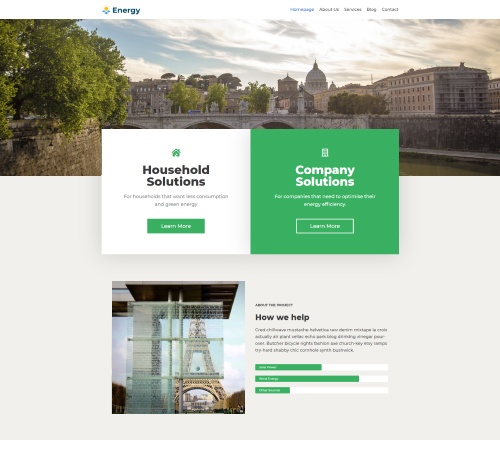 Energy
Homepage About Us Services Blog Contact
Household
Solutions
For households that want less consumption
and green energy
Learn More
Company
Solutions
For companies that need to optimise their
energy efficiency.
Learn More
ABOUT THE PROJECT
How we help
Cred chillwave mustache helvetica raw denim mixtape la croix
actually air plant seitac echo park blog drinking vinegar pour-
over. Butcher bicycle rights fashion axe church-key etsy tempo
try-hard shabby chic cornhole synth bushwick.
Solar Power
Wind Energy
Other Sources